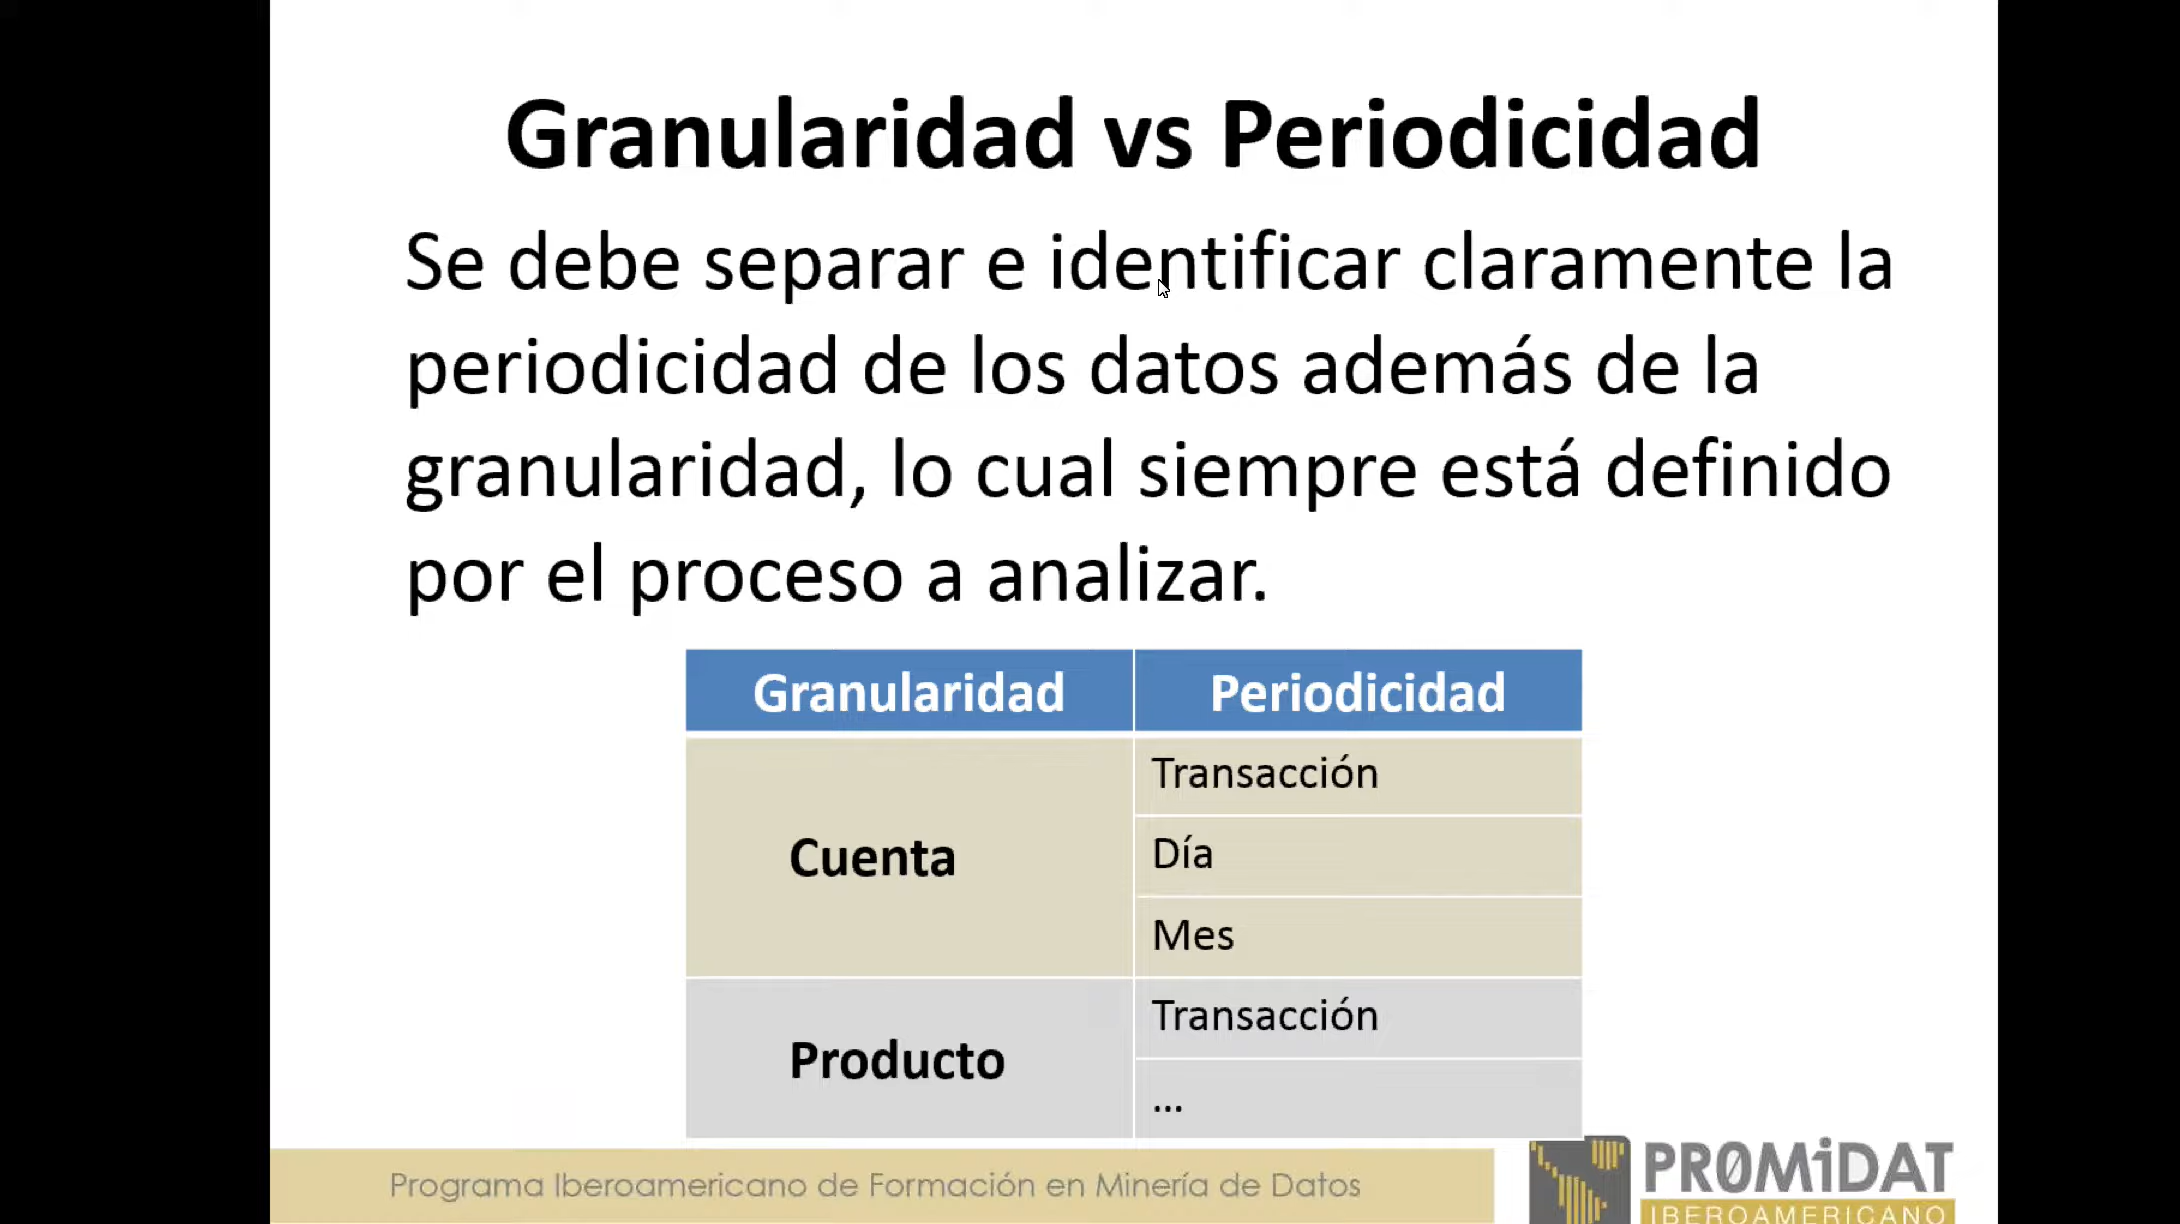 Granularidad vs Periodicidad
Se debe separar e identificar claramente la
periodicidad de los datos además de la
granularidad, lo cual siempre está definido
por el proceso a analizar.
Granularidad Periodicidad
Cuenta
Transacción
Día
Mes
Producto
Transacción
...
Programa Iberoamericano de Formación en Minería de Datos
PR0MiDAT
IBEROAMERICANO